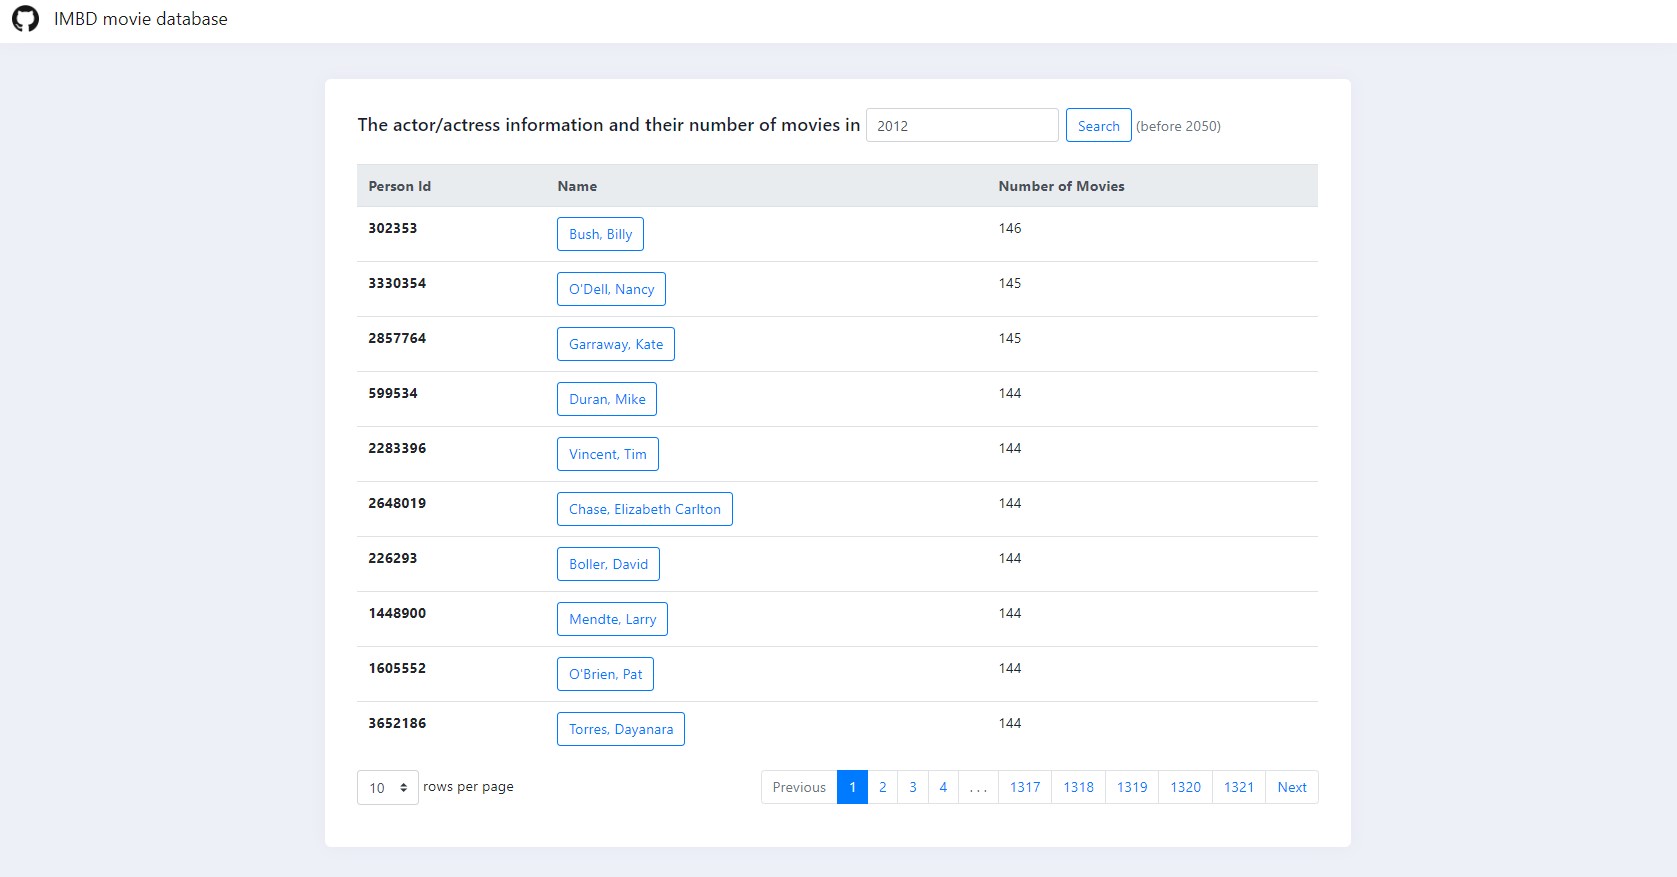 IMBD movie database
The actor/actress information and their number of movies in 2012 Search (before 2050)
Person Id Name Number of Movies
302353 Bush, Billy 146
3330354 O'Dell, Nancy 145
2857764 Garraway, Kate 145
599534 Duran, Mike 144
2283396 Vincent, Tim 144
2648019 Chase, Elizabeth Carlton 144
226293 Boller, David 144
1448900 Mendte, Larry 144
1605552 O'Brien, Pat 144
3652186 Torres, Dayanara 144
10 rows per page Previous 1 2 3 4 ... 1317 1318 1319 1320 1321 Next